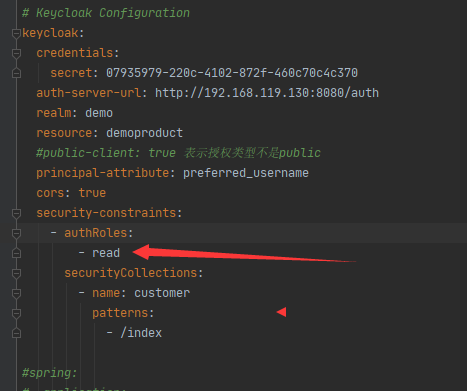 # Keycloak Configuration
keycloak:
  credentials:
    secret: 07935979-220c-4102-872f-460c70c4c370
  auth-server-url: http://192.168.119.130:8080/auth
  realm: demo
  resource: demoproduct
  #public-client: true 表示授权类型不是public
  principal-attribute: preferred_username
  cors: true
  security-constraints:
    - authRoles:
        - read
      securityCollections:
        - name: customer
          patterns:
            - /index
#spring:
#  application: